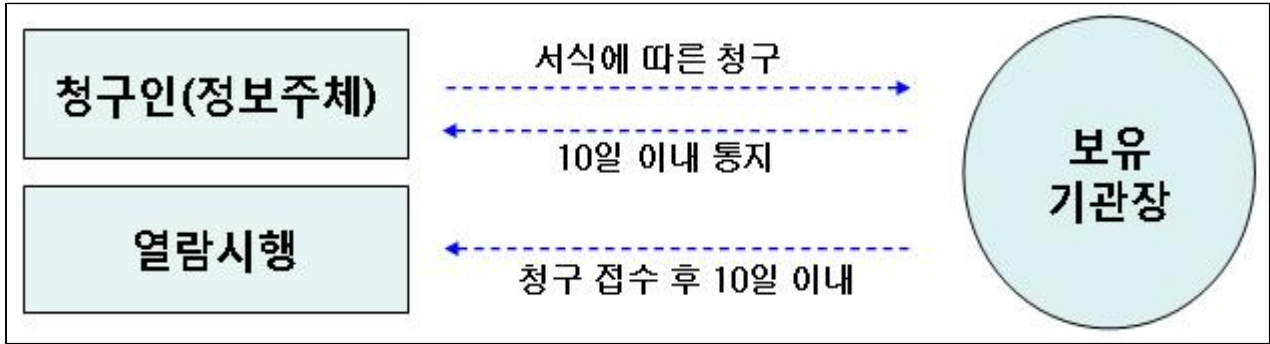 청구인(정보주체)
서식에 따른 청구
10일 이내 통지
보유
기관장
열람시행
청구 접수 후 10일 이내